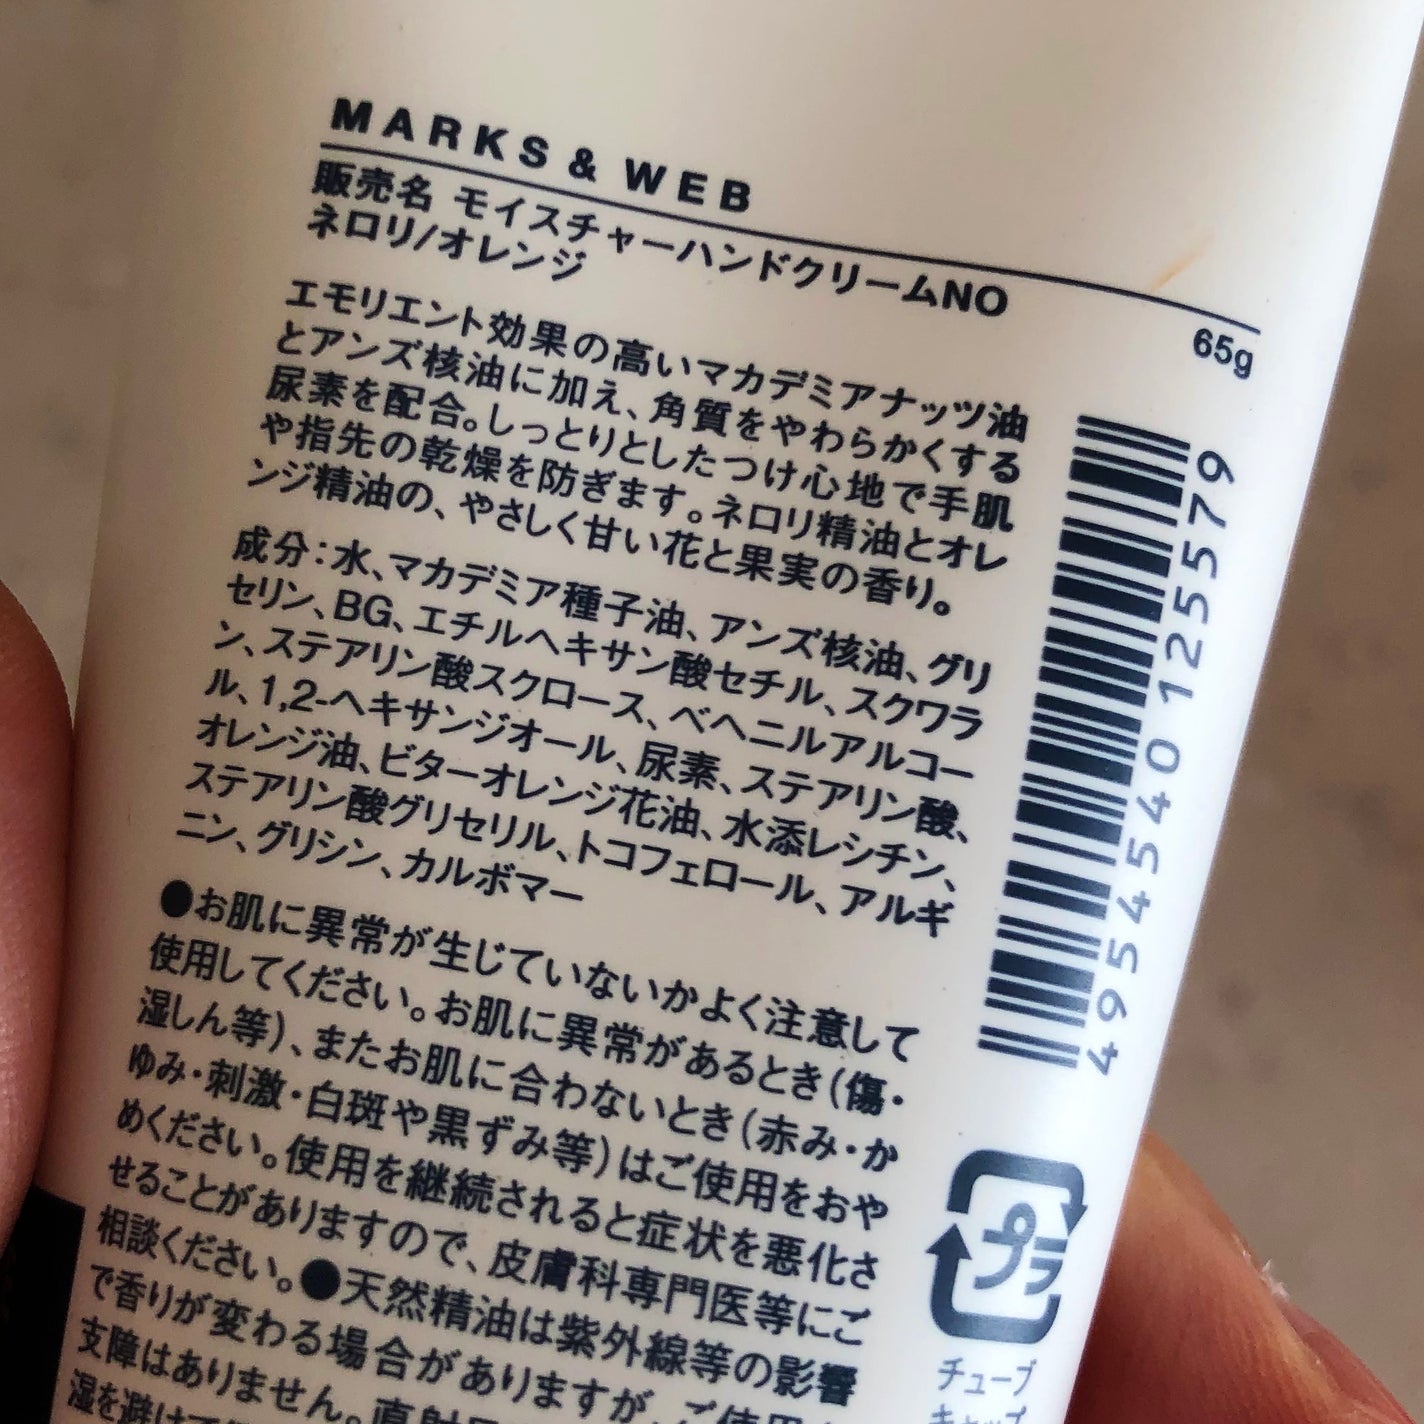 MARKS & WEB
販売名 モイスチャーハンドクリームNO
ネロリ/オレンジ
65g
エモリエント効果の高いマカデミアナッツ油
とアンズ核油に加え、角質をやわらかくする
尿素を配合。しっとりとしたつけ心地で手肌
や指先の乾燥を防ぎます。ネロリ精油とオレ
ンジ精油の、やさしく甘い花と果実の香り。
成分：水、マカデミア種子油、アンズ核油、グリ
セリン、BG、エチルヘキサン酸セチル、スクワラ
ン、ステアリン酸スクロース、ベヘニルアルコー
ル、1,2-ヘキサンジオール、尿素、ステアリン酸、
オレンジ油、ビターオレンジ花油、水添レシチン、
ステアリン酸グリセリル、トコフェロール、アルギ
ニン、グリシン、カルボマー
●お肌に異常が生じていないかよく注意して
使用してください。お肌に異常があるとき（傷・
湿しん等）、またお肌に合わないとき（赤み・か
ゆみ・刺激・白斑や黒ずみ等）はご使用をおや
めください。使用を継続されると症状を悪化さ
せることがありますので、皮膚科専門医等にご
相談ください。●天然精油は紫外線等の影響
で香りが変わる場合がありますが、ご使用
支障はありません。直射
湿を避けて
4954540125579
プラ
チューブ
キャップ